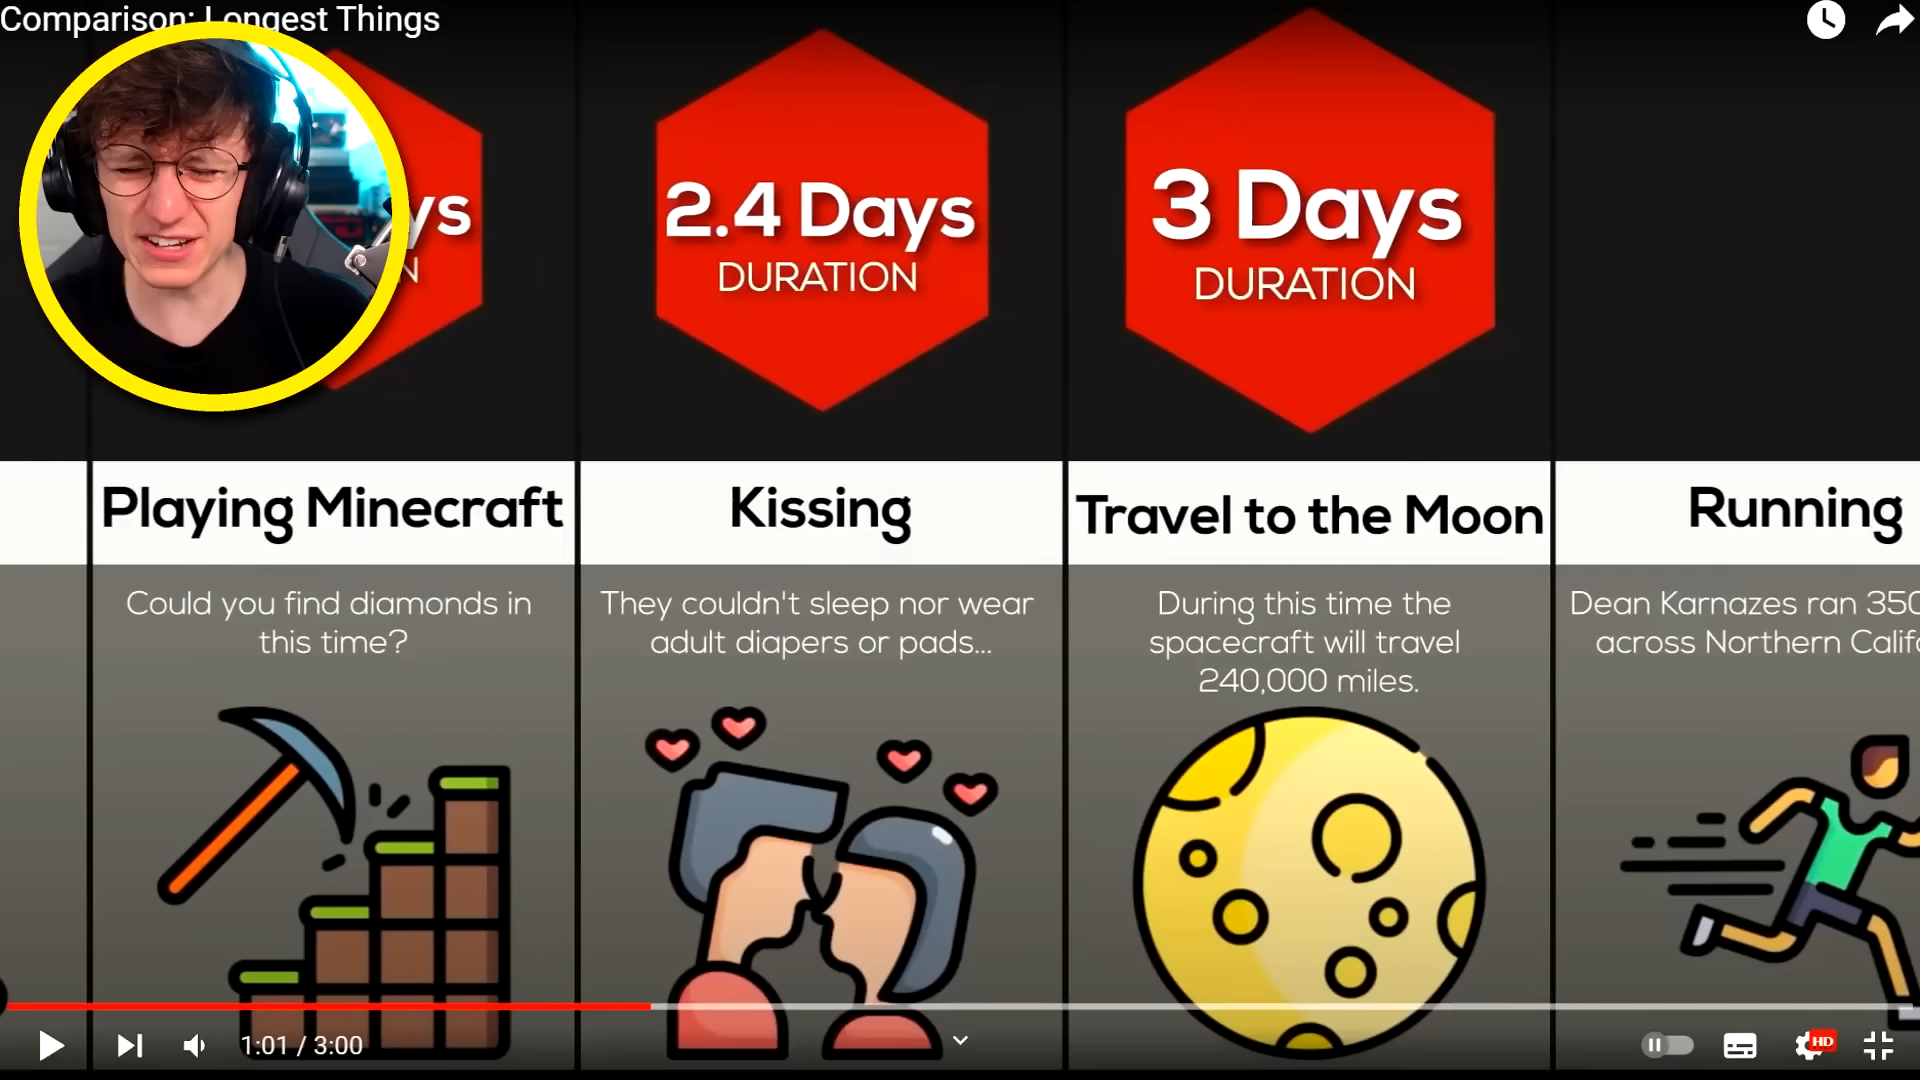 Comparison: Longest Things
2.4 Days
DURATION
3 Days
DURATION
Playing Minecraft
Could you find diamonds in
this time?
Kissing
They couldn't sleep nor wear
adult diapers or pads...
Travel to the Moon
During this time the
spacecraft will travel
240,000 miles.
Running
Dean Karnazes ran 350
across Northern Califo
1:01 / 3:00
HD